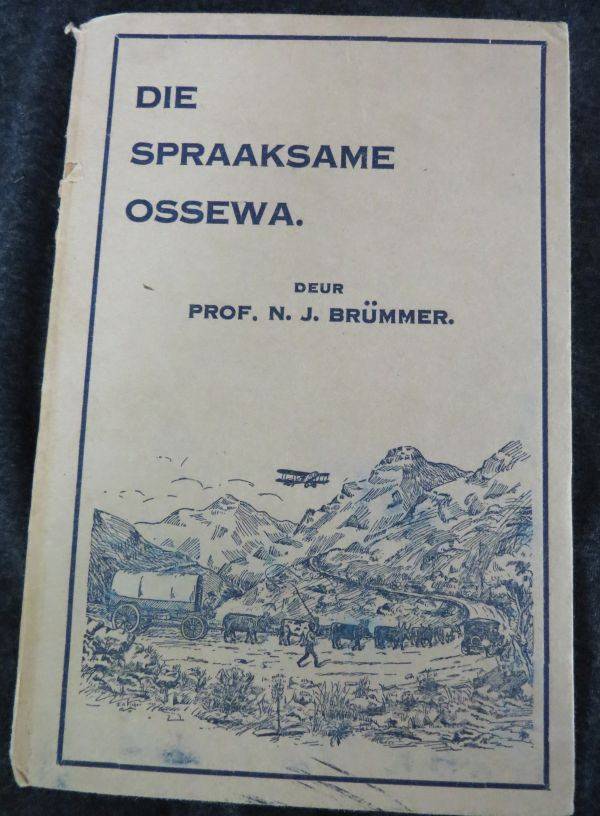 DIE
SPRAAKSAME
OSSEWA.
DEUR
PROF. N. J. BRÜMMER.